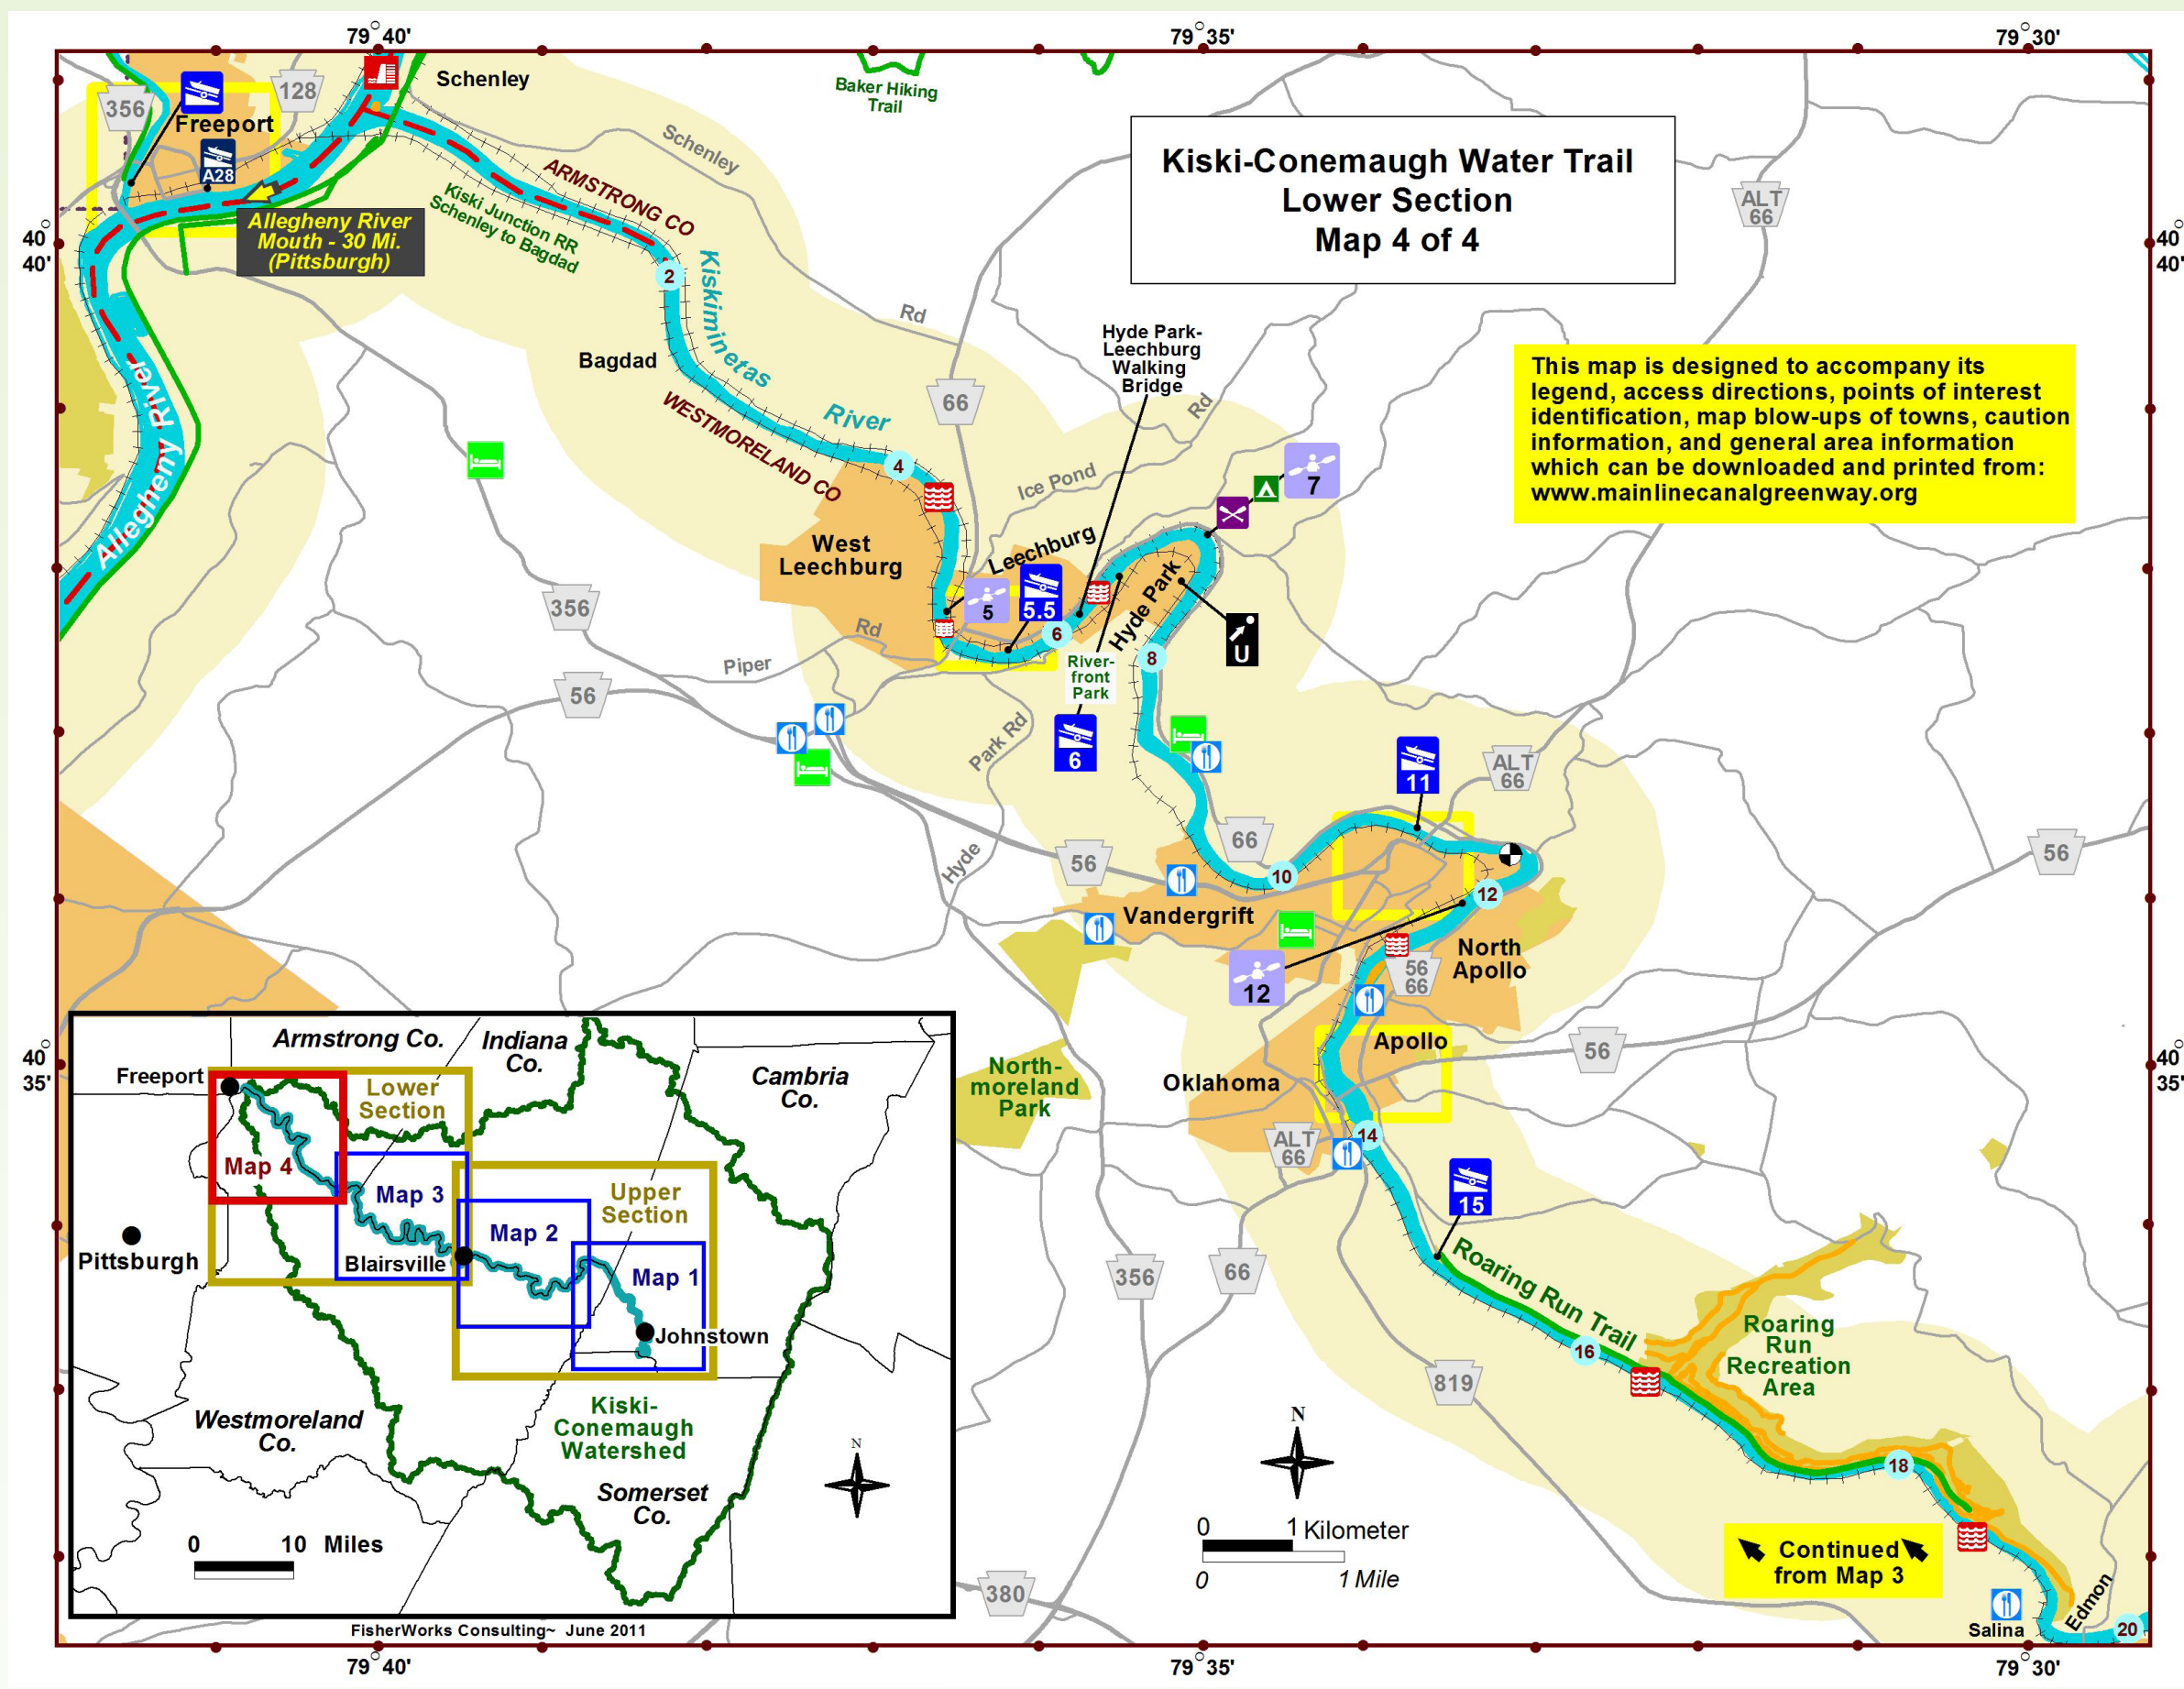 79° 40'
79° 35'
79° 30'
Schenley
356
128
Freeport
A28
Allegheny River
Mouth - 30 Mi.
(Pittsburgh)
Baker Hiking
Trail
Schenley
Rd
ARMSTRONG CO
Kiski Junction RR
Schenley to Bagdad
Kiski-Conemaugh Water Trail
Lower Section
Map 4 of 4
ALT
66
40°
40'
40°
40'
2
Kiskiminetas
River
Bagdad
WESTMORELAND CO
Allegheny River
Allegheny River
66
Hyde Park-
Leechburg
Walking
Bridge
Rd
This map is designed to accompany its
legend, access directions, points of interest
identification, map blow-ups of towns, caution
information, and general area information
which can be downloaded and printed from:
www.mainlinecanalgreenway.org
4
Ice Pond
7
West
Leechburg
Leechburg
5
5.5
6
Hyde Park
U
8
River-
front
Park
6
356
56
Piper
Rd
Park Rd
Hyde
11
ALT
66
66
56
56
10
12
Vandergrift
12
North
Apollo
56
66
Apollo
56
Oklahoma
North-
moreland
Park
40°
35'
40°
35'
ALT
66
14
15
356
66
Roaring Run Trail
16
Roaring
Run
Recreation
Area
819
18
N
0 1 Kilometer
0 1 Mile
380
Continued
from Map 3
Salina
Edmon
20
Armstrong Co.
Indiana
Co.
Cambria
Co.
Freeport
Lower
Section
Map 4
Map 3
Upper
Section
Map 2
Map 1
Pittsburgh
Blairsville
Johnstown
Westmoreland
Co.
Kiski-
Conemaugh
Watershed
Somerset
Co.
N
0 10 Miles
FisherWorks Consulting~ June 2011
79° 40'
79° 35'
79° 30'